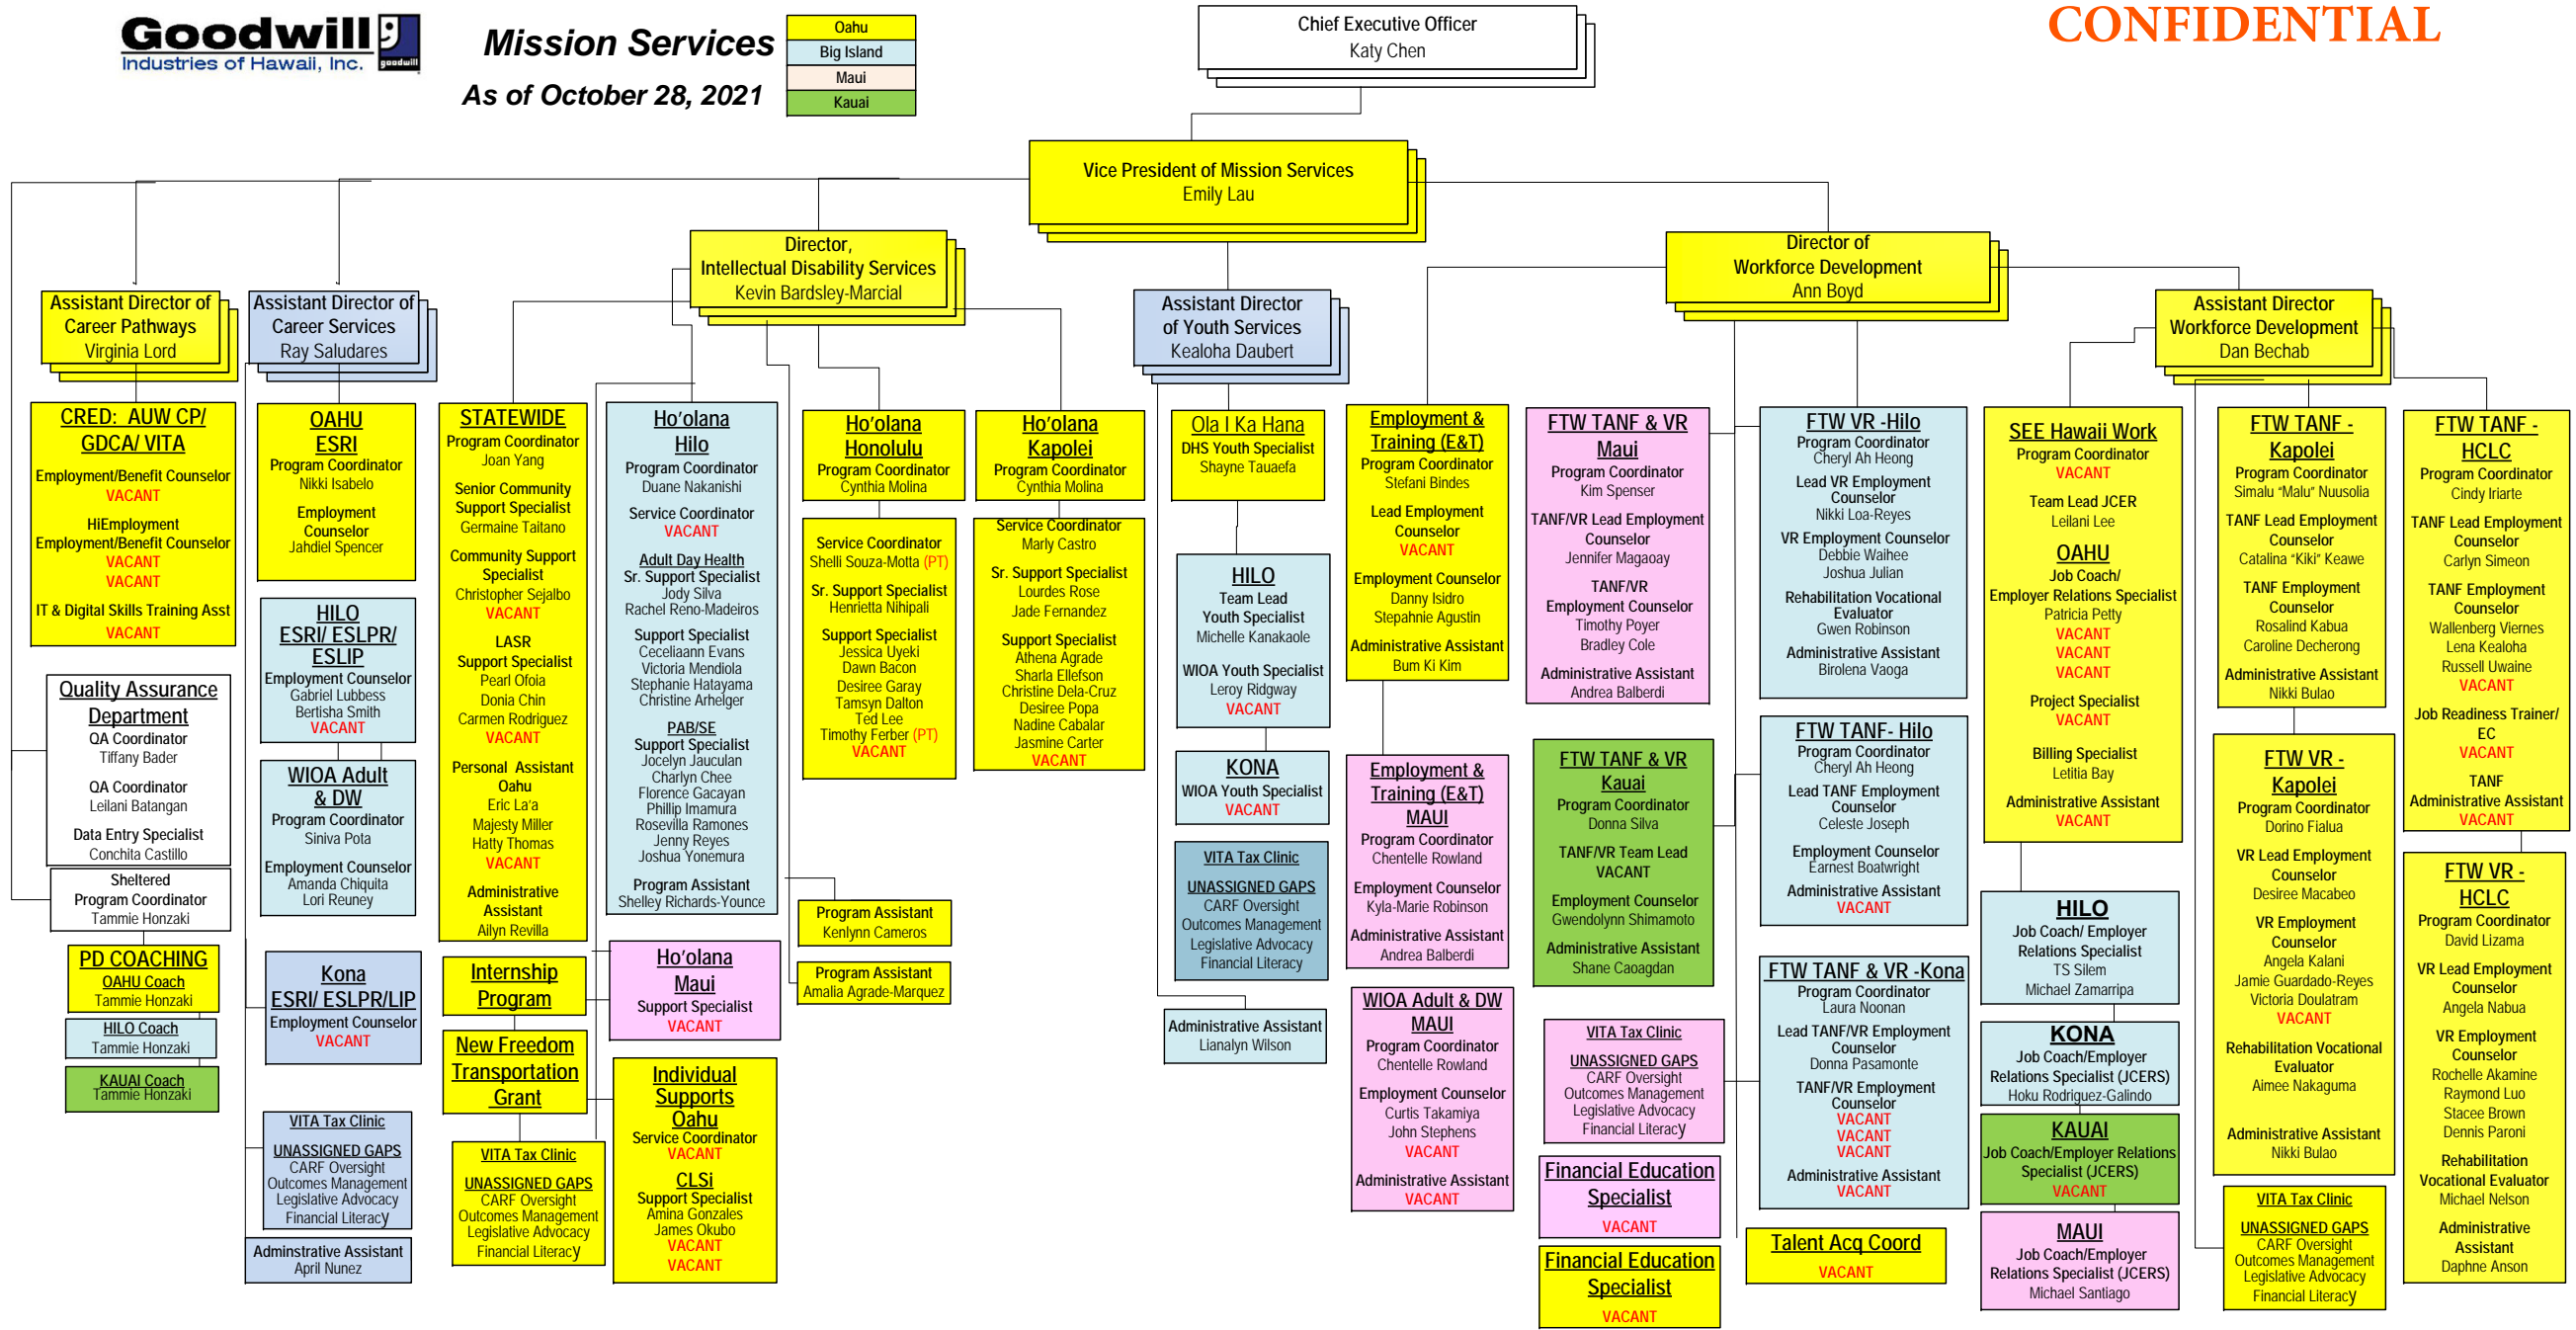 Goodwill
Industries of Hawaii, Inc.
goodwill
Mission Services
As of October 28, 2021
Oahu
Big Island
Maui
Kauai
Chief Executive Officer
Katy Chen
CONFIDENTIAL
Vice President of Mission Services
Emily Lau
Assistant Director of
Career Pathways
Virginia Lord
Assistant Director of
Career Services
Ray Saludares
Director,
Intellectual Disability Services
Kevin Bardsley-Marcial
Assistant Director
of Youth Services
Kealoha Daubert
Director of
Workforce Development
Ann Boyd
Assistant Director
Workforce Development
Dan Bechab
CRED: AUW CP/
GDCA/ VITA
Employment/Benefit Counselor
VACANT
HiEmployment
Employment/Benefit Counselor
VACANT
VACANT
IT & Digital Skills Training Asst
VACANT
Quality Assurance
Department
QA Coordinator
Tiffany Bader
QA Coordinator
Leilani Batangan
Data Entry Specialist
Conchita Castillo
Sheltered
Program Coordinator
Tammie Honzaki
PD COACHING
OAHU Coach
Tammie Honzaki
HILO Coach
Tammie Honzaki
KAUAI Coach
Tammie Honzaki
OAHU
ESRI
Program Coordinator
Nikki Isabelo
Employment
Counselor
Jahdiel Spencer
HILO
ESRI/ ESLPR/
ESLIP
Employment Counselor
Gabriel Lubbess
Bertisha Smith
VACANT
WIOA Adult
& DW
Program Coordinator
Siniva Pota
Employment Counselor
Amanda Chiquita
Lori Reuney
Kona
ESRI/ ESLPR/LIP
Employment Counselor
VACANT
VITA Tax Clinic
UNASSIGNED GAPS
CARF Oversight
Outcomes Management
Legislative Advocacy
Financial Literacy
Adminstrative Assistant
April Nunez
STATEWIDE
Program Coordinator
Joan Yang
Senior Community
Support Specialist
Germaine Taitano
Community Support
Specialist
Christopher Sejalbo
VACANT
LASR
Support Specialist
Pearl Ofoia
Donia Chin
Carmen Rodriguez
VACANT
Personal Assistant
Oahu
Eric La'a
Majesty Miller
Hatty Thomas
VACANT
Administrative
Assistant
Ailyn Revilla
Internship
Program
New Freedom
Transportation
Grant
VITA Tax Clinic
UNASSIGNED GAPS
CARF Oversight
Outcomes Management
Legislative Advocacy
Financial Literacy
Ho'olana
Hilo
Program Coordinator
Duane Nakanishi
Service Coordinator
VACANT
Adult Day Health
Sr. Support Specialist
Jody Silva
Rachel Reno-Madeiros
Support Specialist
Ceceliaann Evans
Victoria Mendiola
Stephanie Hatayama
Christine Arhelger
PAB/SE
Support Specialist
Jocelyn Jauculan
Charlyn Chee
Florence Gacayan
Phillip Imamura
Rosevilla Ramones
Jenny Reyes
Joshua Yonemura
Program Assistant
Shelley Richards-Younce
Ho'olana
Maui
Support Specialist
VACANT
Individual
Supports
Oahu
Service Coordinator
VACANT
CLSi
Support Specialist
Amina Gonzales
James Okubo
VACANT
VACANT
Ho'olana
Honolulu
Program Coordinator
Cynthia Molina
Service Coordinator
Shelli Souza-Motta (PT)
Sr. Support Specialist
Henrietta Nihipali
Support Specialist
Jessica Uyeki
Dawn Bacon
Desiree Garay
Tamsyn Dalton
Ted Lee
Timothy Ferber (PT)
VACANT
Program Assistant
Kenlynn Cameros
Program Assistant
Amalia Agrade-Marquez
Ho'olana
Kapolei
Program Coordinator
Cynthia Molina
Service Coordinator
Marly Castro
Sr. Support Specialist
Lourdes Rose
Jade Fernandez
Support Specialist
Athena Agrade
Sharla Ellefson
Christine Dela-Cruz
Desiree Popa
Nadine Cabalar
Jasmine Carter
VACANT
Ola I Ka Hana
DHS Youth Specialist
Shayne Tauaefa
HILO
Team Lead
Youth Specialist
Michelle Kanakaole
WIOA Youth Specialist
Leroy Ridgway
VACANT
KONA
WIOA Youth Specialist
VACANT
VITA Tax Clinic
UNASSIGNED GAPS
CARF Oversight
Outcomes Management
Legislative Advocacy
Financial Literacy
Administrative Assistant
Lianalyn Wilson
Employment &
Training (E&T)
Program Coordinator
Stefani Bindes
Lead Employment
Counselor
VACANT
Employment Counselor
Danny Isidro
Stepahnie Agustin
Administrative Assistant
Bum Ki Kim
Employment &
Training (E&T)
MAUI
Program Coordinator
Chentelle Rowland
Employment Counselor
Kyla-Marie Robinson
Administrative Assistant
Andrea Balberdi
WIOA Adult & DW
MAUI
Program Coordinator
Chentelle Rowland
Employment Counselor
Curtis Takamiya
John Stephens
VACANT
Administrative Assistant
VACANT
FTW TANF & VR
Maui
Program Coordinator
Kim Spenser
TANF/VR Lead Employment
Counselor
Jennifer Magaoay
TANF/VR
Employment Counselor
Timothy Poyer
Bradley Cole
Administrative Assistant
Andrea Balberdi
FTW TANF & VR
Kauai
Program Coordinator
Donna Silva
TANF/VR Team Lead
VACANT
Employment Counselor
Gwendolynn Shimamoto
Administrative Assistant
Shane Caoagdan
VITA Tax Clinic
UNASSIGNED GAPS
CARF Oversight
Outcomes Management
Legislative Advocacy
Financial Literacy
Financial Education
Specialist
VACANT
Financial Education
Specialist
VACANT
FTW VR -Hilo
Program Coordinator
Cheryl Ah Heong
Lead VR Employment
Counselor
Nikki Loa-Reyes
VR Employment Counselor
Debbie Waihee
Joshua Julian
Rehabilitation Vocational
Evaluator
Gwen Robinson
Administrative Assistant
Birolena Vaoga
FTW TANF- Hilo
Program Coordinator
Cheryl Ah Heong
Lead TANF Employment
Counselor
Celeste Joseph
Employment Counselor
Earnest Boatwright
Administrative Assistant
VACANT
FTW TANF & VR -Kona
Program Coordinator
Laura Noonan
Lead TANF/VR Employment
Counselor
Donna Pasamonte
TANF/VR Employment
Counselor
VACANT
VACANT
VACANT
Administrative Assistant
VACANT
Talent Acq Coord
VACANT
SEE Hawaii Work
Program Coordinator
VACANT
Team Lead JCER
Leilani Lee
OAHU
Job Coach/
Employer Relations Specialist
Patricia Petty
VACANT
VACANT
VACANT
Project Specialist
VACANT
Billing Specialist
Letitia Bay
Administrative Assistant
VACANT
HILO
Job Coach/ Employer
Relations Specialist
TS Silem
Michael Zamarripa
KONA
Job Coach/Employer
Relations Specialist (JCERS)
Hoku Rodriguez-Galindo
KAUAI
Job Coach/Employer Relations
Specialist (JCERS)
VACANT
MAUI
Job Coach/Employer
Relations Specialist (JCERS)
Michael Santiago
FTW TANF -
Kapolei
Program Coordinator
Simalu “Malu” Nuusolia
TANF Lead Employment
Counselor
Catalina “Kiki” Keawe
TANF Employment
Counselor
Rosalind Kabua
Caroline Decherong
Administrative Assistant
Nikki Bulao
FTW VR -
Kapolei
Program Coordinator
Dorino Fialua
VR Lead Employment
Counselor
Desiree Macabeo
VR Employment
Counselor
Angela Kalani
Jamie Guardado-Reyes
Victoria Doulatram
VACANT
Rehabilitation Vocational
Evaluator
Aimee Nakaguma
Administrative Assistant
Nikki Bulao
VITA Tax Clinic
UNASSIGNED GAPS
CARF Oversight
Outcomes Management
Legislative Advocacy
Financial Literacy
FTW TANF -
HCLC
Program Coordinator
Cindy Iriarte
TANF Lead Employment
Counselor
Carlyn Simeon
TANF Employment
Counselor
Wallenberg Viernes
Lena Kealoha
Russell Uwaine
VACANT
Job Readiness Trainer/
EC
VACANT
TANF
Administrative Assistant
VACANT
FTW VR -
HCLC
Program Coordinator
David Lizama
VR Lead Employment
Counselor
Angela Nabua
VR Employment
Counselor
Rochelle Akamine
Raymond Luo
Stacee Brown
Dennis Paroni
Rehabilitation
Vocational Evaluator
Michael Nelson
Administrative
Assistant
Daphne Anson